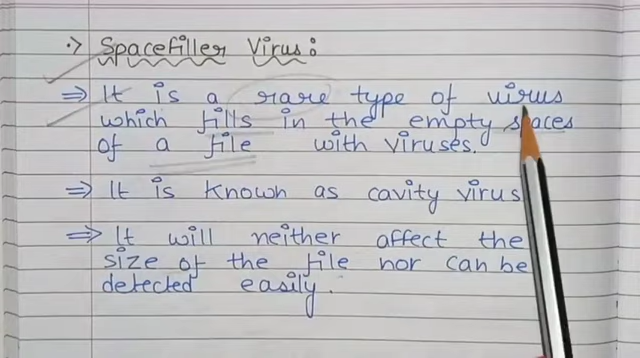 Spacefiller Virus:
⇒ It is a rare type of virus
which fills in the empty spaces
of a file with viruses.
⇒ It is known as cavity virus
⇒ It will neither affect the
size of the file nor can be
detected easily.